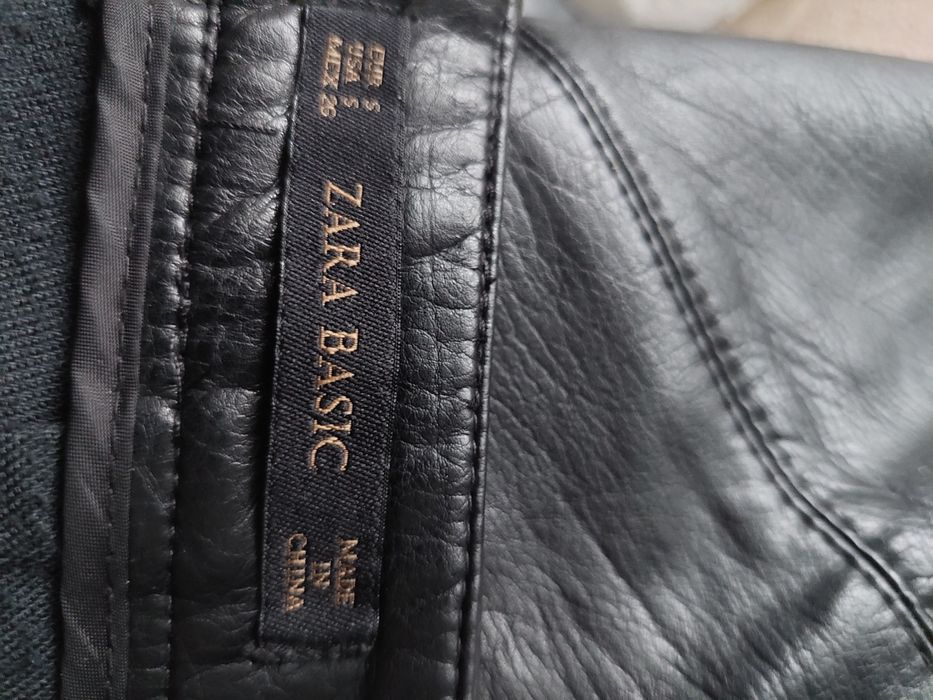 EUR S
USA S
MEX 26
ZARA BASIC
MADE
IN
CHINA